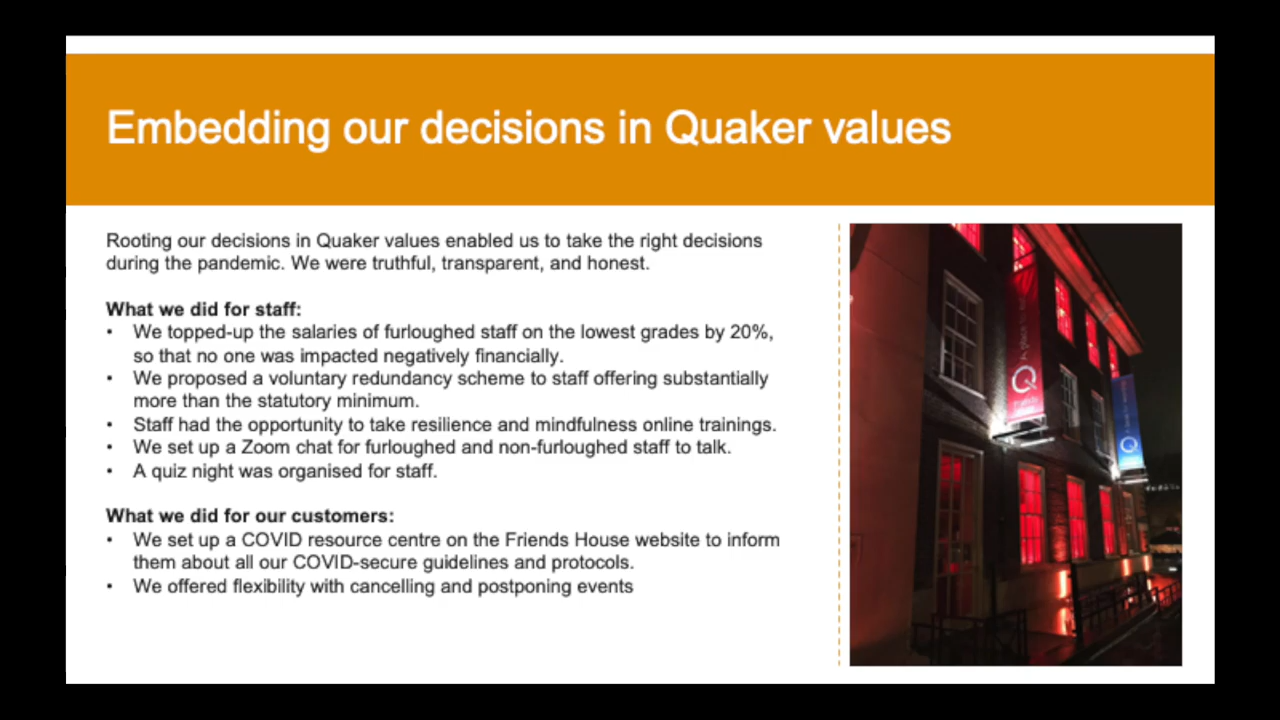 Embedding our decisions in Quaker values
Rooting our decisions in Quaker values enabled us to take the right decisions
during the pandemic. We were truthful, transparent, and honest.
What we did for staff:
• We topped-up the salaries of furloughed staff on the lowest grades by 20%,
so that no one was impacted negatively financially.
• We proposed a voluntary redundancy scheme to staff offering substantially
more than the statutory minimum.
• Staff had the opportunity to take resilience and mindfulness online trainings.
• We set up a Zoom chat for furloughed and non-furloughed staff to talk.
• A quiz night was organised for staff.
What we did for our customers:
• We set up a COVID resource centre on the Friends House website to inform
them about all our COVID-secure guidelines and protocols.
• We offered flexibility with cancelling and postponing events
A place
Q
Friends
House
Q